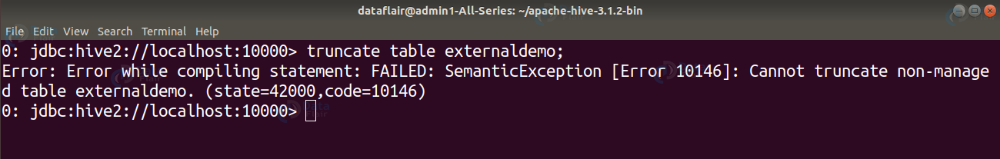 dataflair@admin1-All-Series: ~/apache-hive-3.1.2-bin
File Edit View Search Terminal Help
0: jdbc:hive2://localhost:10000> truncate table externaldemo;
Error: Error while compiling statement: FAILED: SemanticException [Error 10146]: Cannot truncate non-manage
d table externaldemo. (state=42000,code=10146)
0: jdbc:hive2://localhost:10000>
Data
Flair